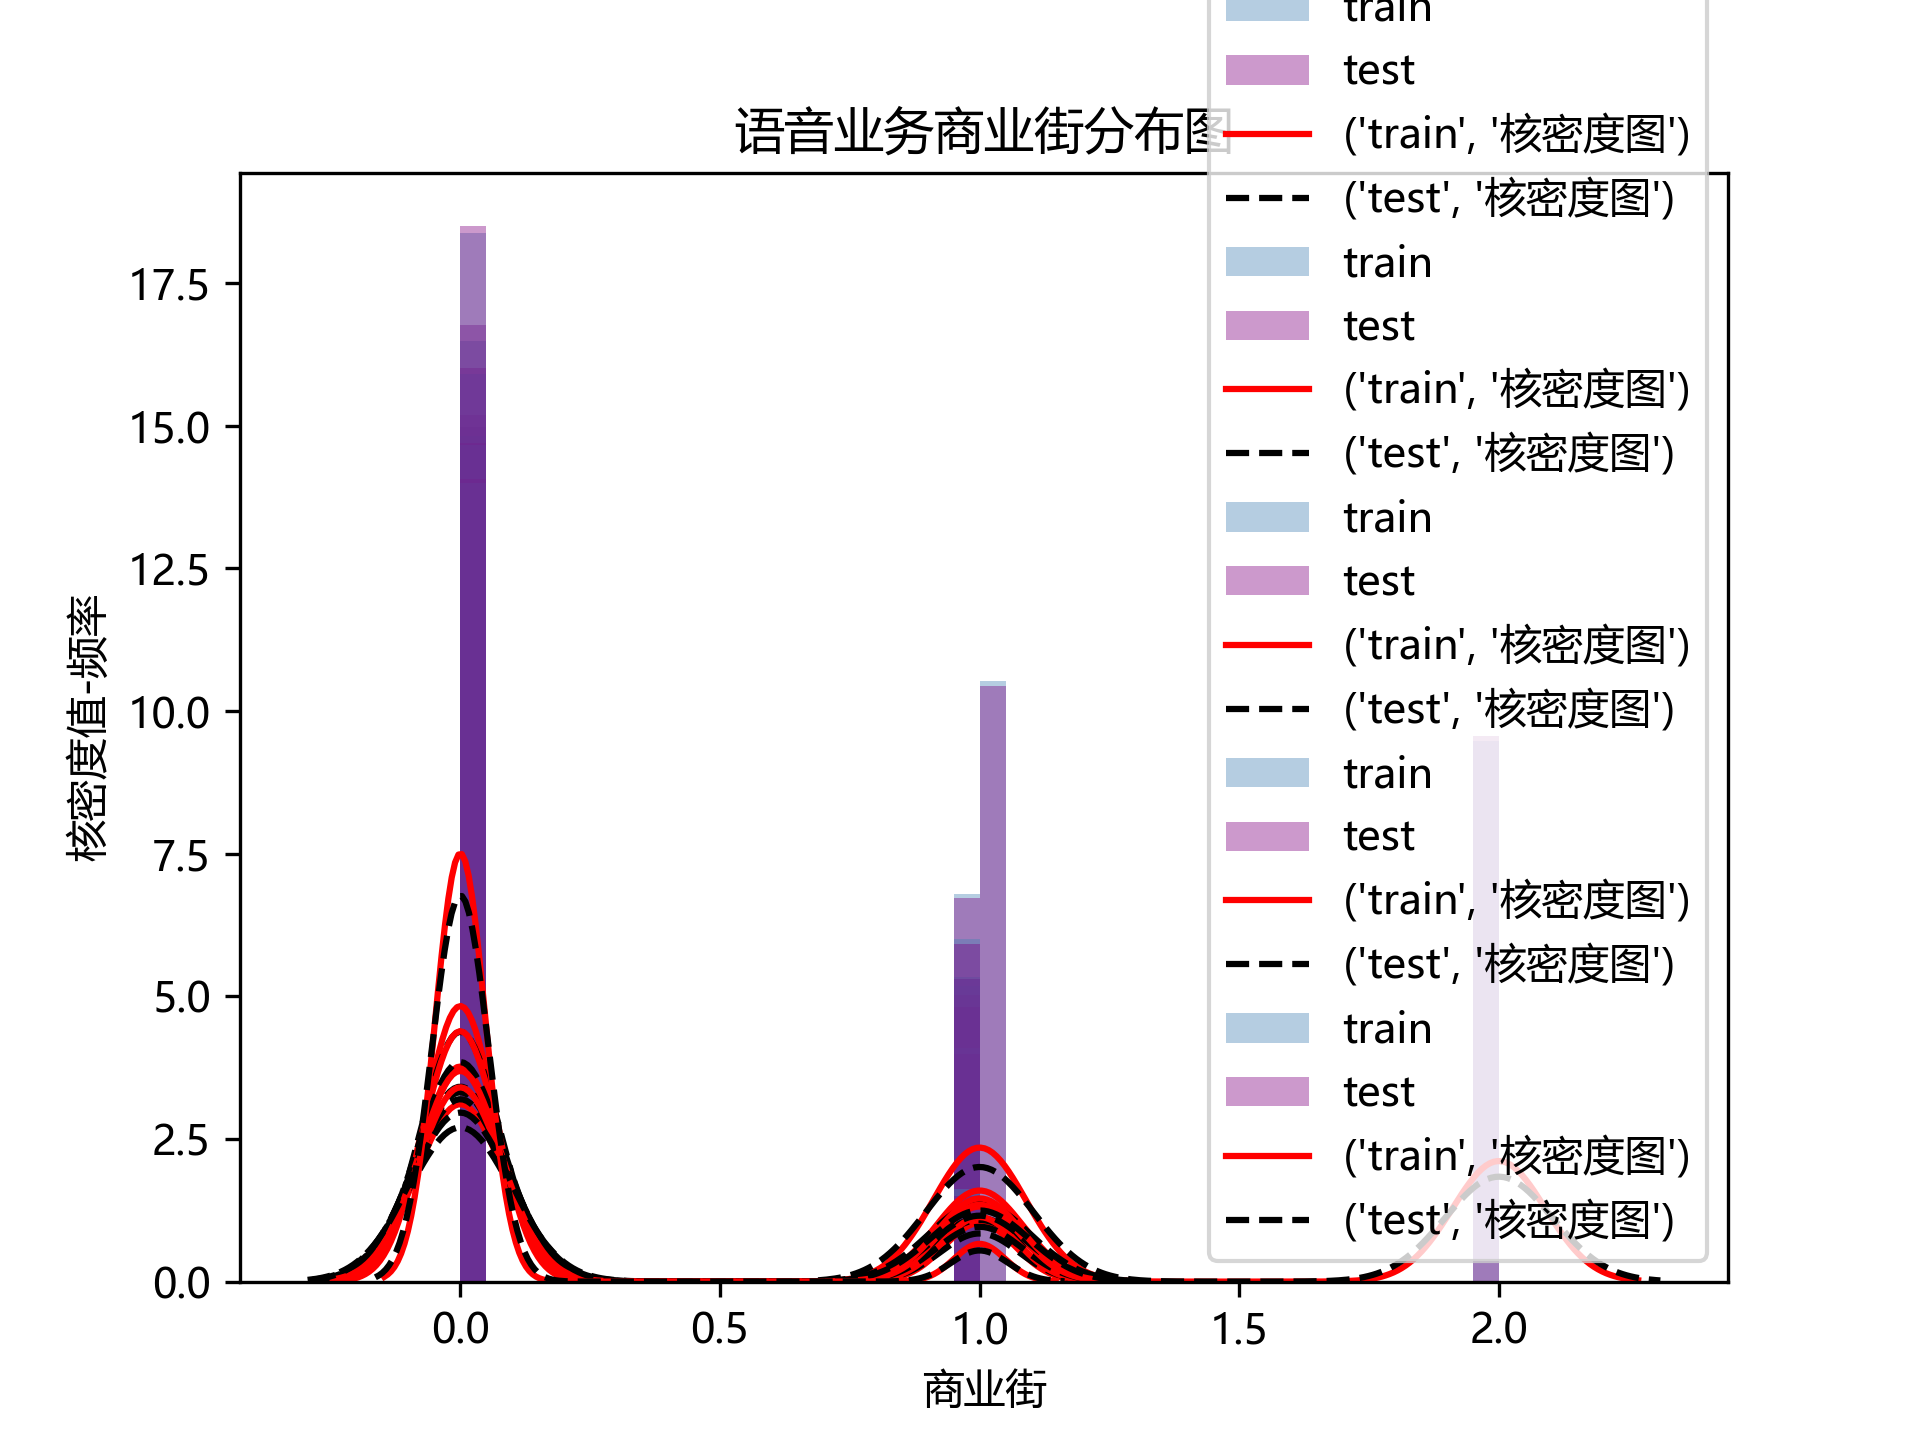 语音业务商业街分布图
train
test
('train', '核密度图')
('test', '核密度图')
train
test
('train', '核密度图')
('test', '核密度图')
train
test
('train', '核密度图')
('test', '核密度图')
train
test
('train', '核密度图')
('test', '核密度图')
train
test
('train', '核密度图')
('test', '核密度图')
核密度值-频率
17.5
15.0
12.5
10.0
7.5
5.0
2.5
0.0
0.0 0.5 1.0 1.5 2.0
商业街